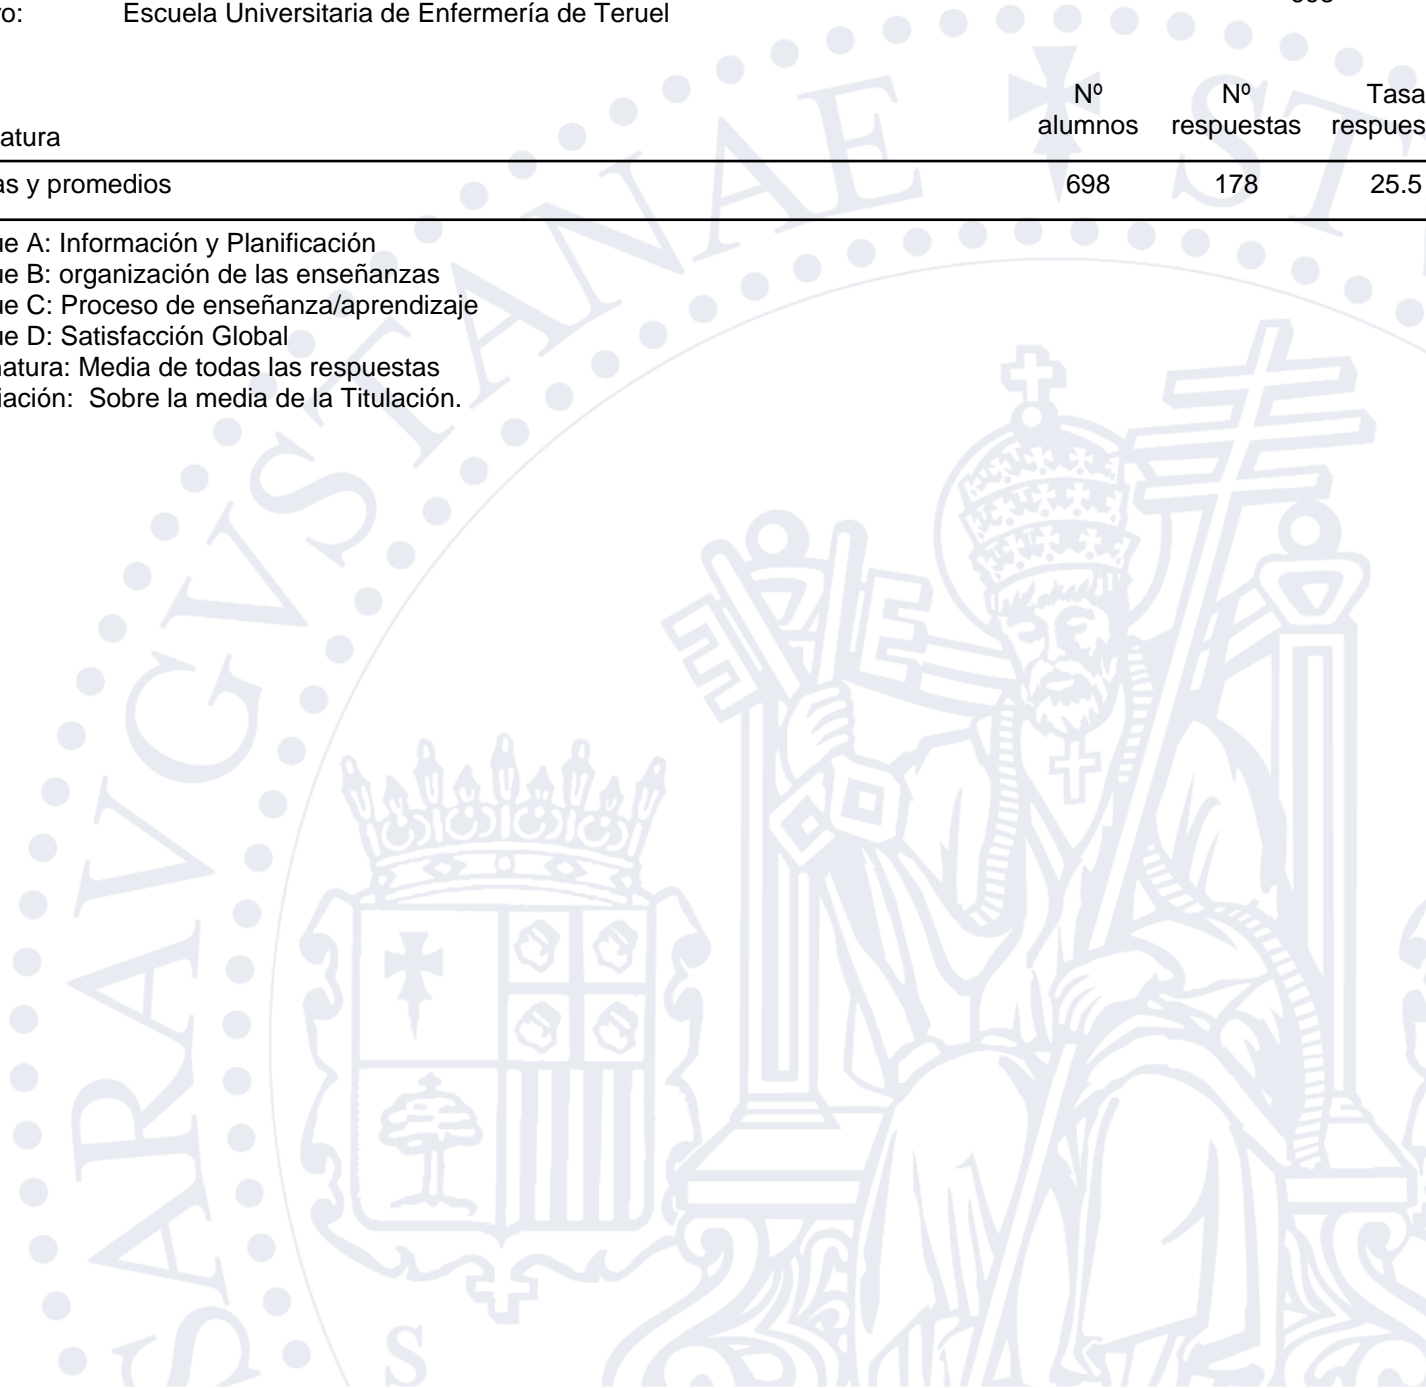 ro: Escuela Universitaria de Enfermería de Teruel
Nº Nº Tasa
alumnos respuestas respues
atura
as y promedios 698 178 25.5
ue A: Información y Planificación
ue B: organización de las enseñanzas
ue C: Proceso de enseñanza/aprendizaje
ue D: Satisfacción Global
natura: Media de todas las respuestas
iación: Sobre la media de la Titulación.
SARAVGVSTANAE ST
S